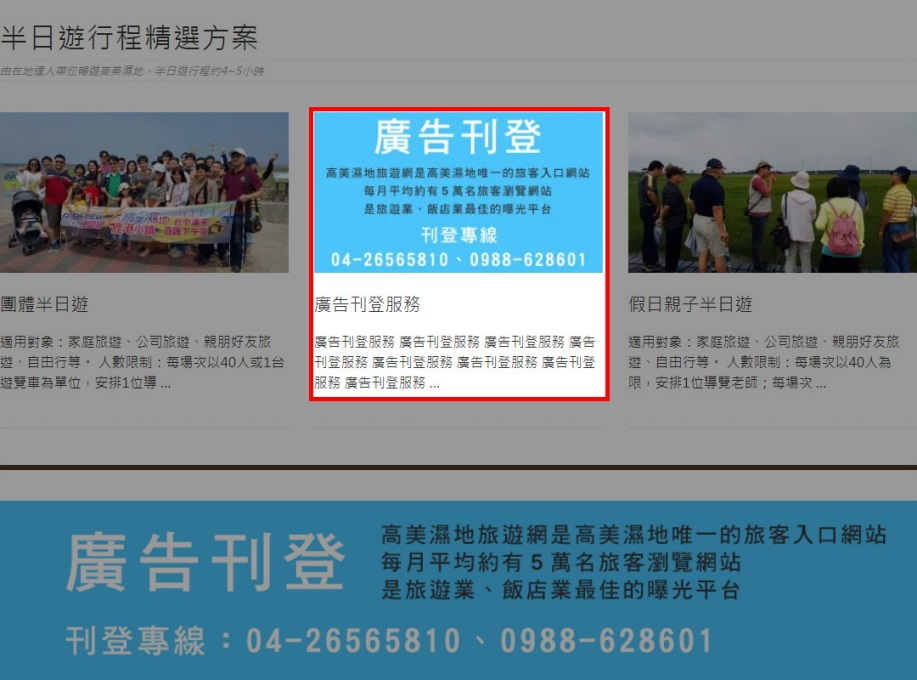 半日遊行程精選方案
由在地達人帶您暢遊高美濕地，半日遊行程約4~5小時
廣告刊登
高美濕地旅遊網是高美濕地唯一的旅客入口網站
每月平均約有 5 萬名旅客瀏覽網站
是旅遊業、飯店業最佳的曝光平台
刊登專線
04-26565810、0988-628601
團體半日遊
適用對象：家庭旅遊、公司旅遊、親朋好友旅
遊、自由行等。 人數限制：每場次以40人或1台
遊覽車為單位，安排1位導 ...
廣告刊登服務
廣告刊登服務 廣告刊登服務 廣告刊登服務 廣告
刊登服務 廣告刊登服務 廣告刊登服務 廣告刊登
服務 廣告刊登服務 ...
假日親子半日遊
適用對象：家庭旅遊、公司旅遊、親朋好友旅
遊、自由行等。 人數限制：每場次以40人為
限，安排1位導覽老師；每場次 ...
廣告刊登
高美濕地旅遊網是高美濕地唯一的旅客入口網站
每月平均約有 5 萬名旅客瀏覽網站
是旅遊業、飯店業最佳的曝光平台
刊登專線：04-26565810、0988-628601